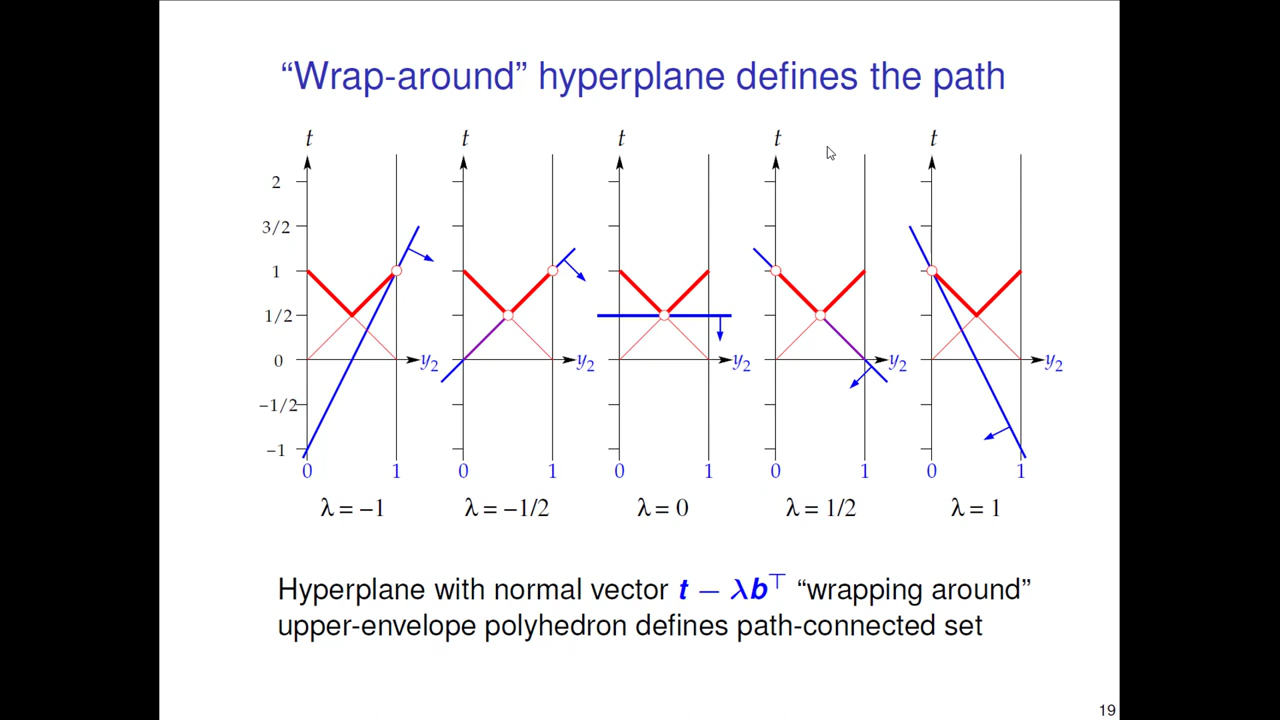 “Wrap-around” hyperplane defines the path
t t t t t
2
3/2
1
1/2
0 y₂ y₂ y₂ y₂ y₂
−1/2
−1
0 1 0 1 0 1 0 1 0 1
λ = −1 λ = −1/2 λ = 0 λ = 1/2 λ = 1
Hyperplane with normal vector t − λb⊤ “wrapping around”
upper-envelope polyhedron defines path-connected set
19